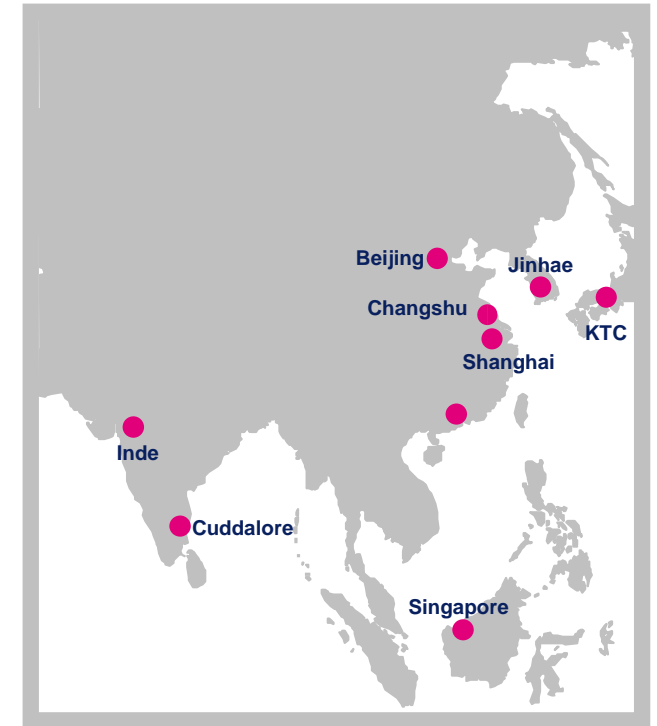 Beijing
Jinhae
Changshu
KTC
Shanghai
Inde
Cuddalore
Singapore